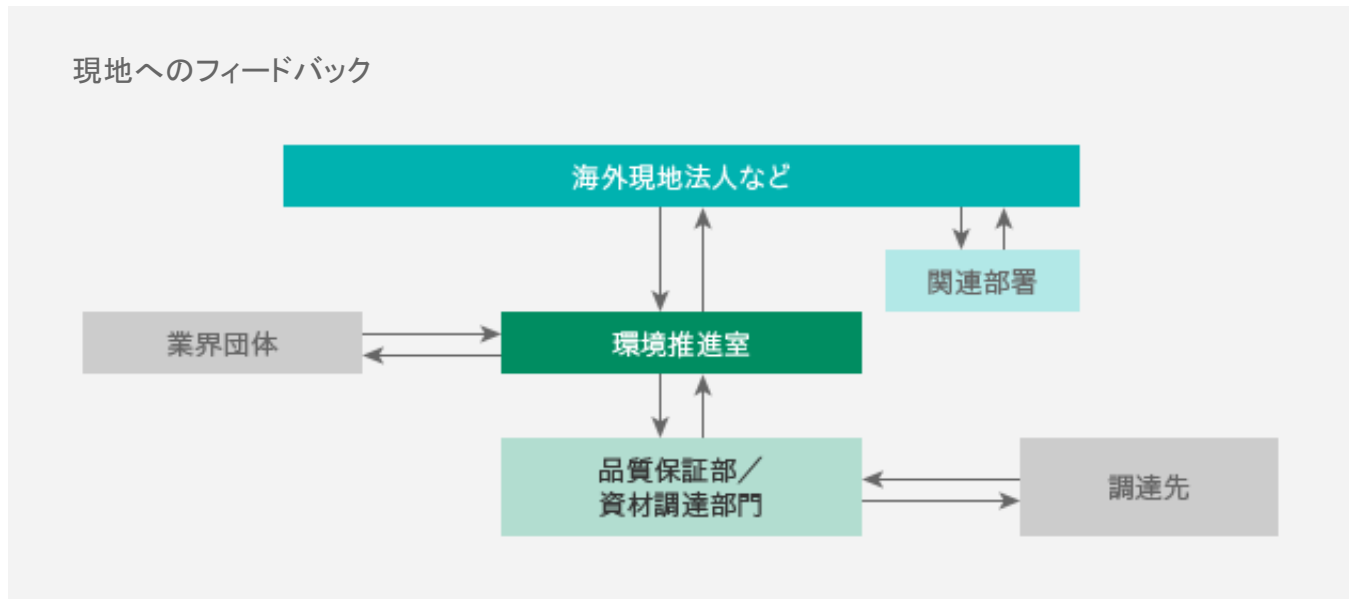 現地へのフィードバック
海外現地法人など
関連部署
業界団体
環境推進室
品質保証部／
資材調達部門
調達先